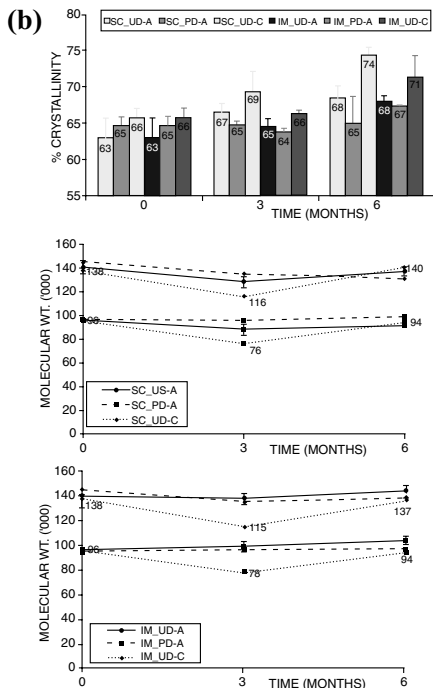 (b)
SC_UD-A SC_PD-A SC_UD-C IM_UD-A IM_PD-A IM_UD-C
% CRYSTALLINITY
80
75
70
65
60
55
63 65 66 63 65 66
67 65 69 65 64 66
68 65 74 68 67 71
0 3 6
TIME (MONTHS)
MOLECULAR WT. ('000)
160
140
120
100
80
60
40
20
0
138 116 140
98 76 94
SC_US-A
SC_PD-A
SC_UD-C
0 3 6
TIME (MONTHS)
MOLECULAR WT. ('000)
160
140
120
100
80
60
40
20
0
138 115 137
96 78 94
IM_UD-A
IM_PD-A
IM_UD-C
0 3 6
TIME (MONTHS)